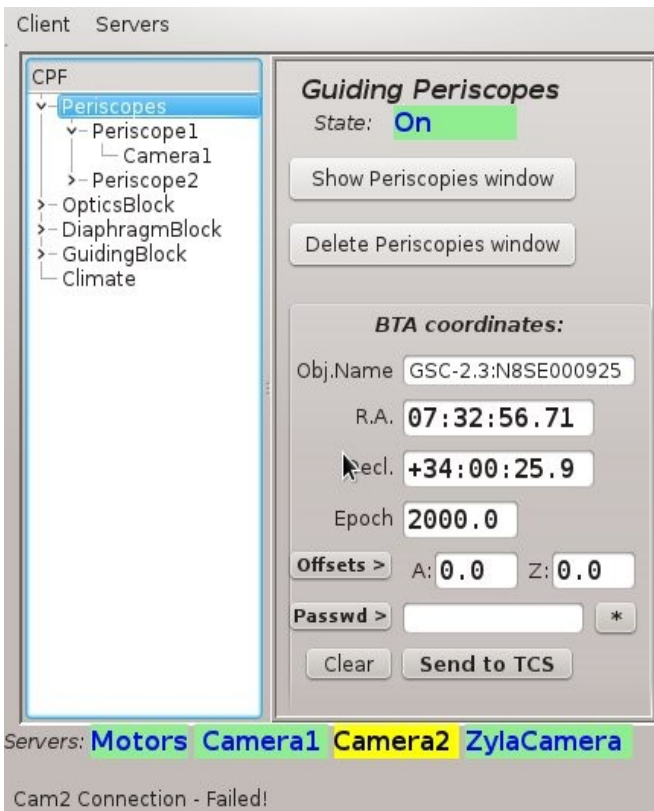 Client Servers
CPF
Periscopes
Periscope1
Camera1
Periscope2
OpticsBlock
DiaphragmBlock
GuidingBlock
Climate
Guiding Periscopes
State: On
Show Periscopies window
Delete Periscopies window
BTA coordinates:
Obj.Name GSC-2.3:N8SE000925
R.A. 07:32:56.71
ecl. +34:00:25.9
Epoch 2000.0
Offsets > A: 0.0 Z: 0.0
Passwd > *
Clear Send to TCS
Servers: Motors Camera1 Camera2 ZylaCamera
Cam2 Connection - Failed!